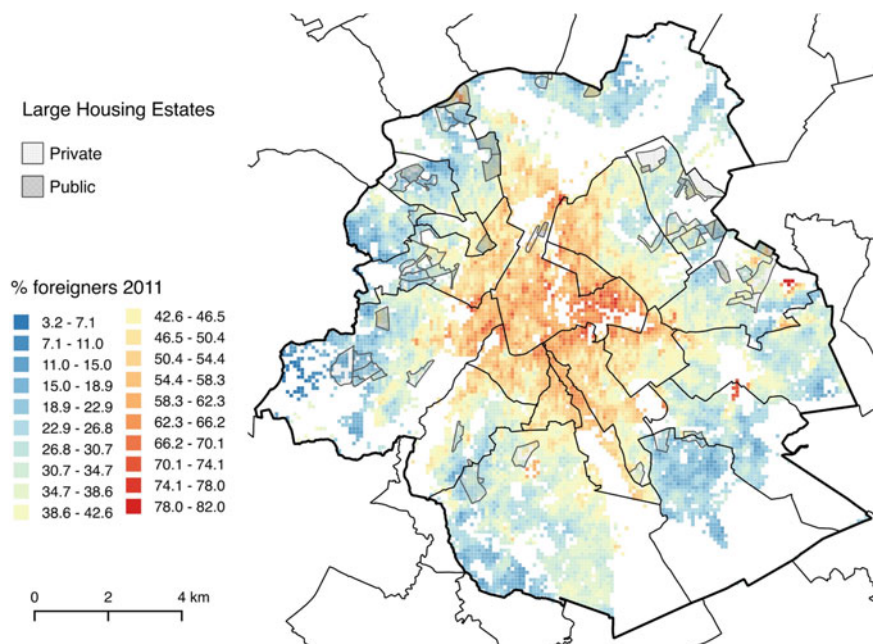 Large Housing Estates
Private
Public
% foreigners 2011
3.2 - 7.1
7.1 - 11.0
11.0 - 15.0
15.0 - 18.9
18.9 - 22.9
22.9 - 26.8
26.8 - 30.7
30.7 - 34.7
34.7 - 38.6
38.6 - 42.6
42.6 - 46.5
46.5 - 50.4
50.4 - 54.4
54.4 - 58.3
58.3 - 62.3
62.3 - 66.2
66.2 - 70.1
70.1 - 74.1
74.1 - 78.0
78.0 - 82.0
0 2 4 km